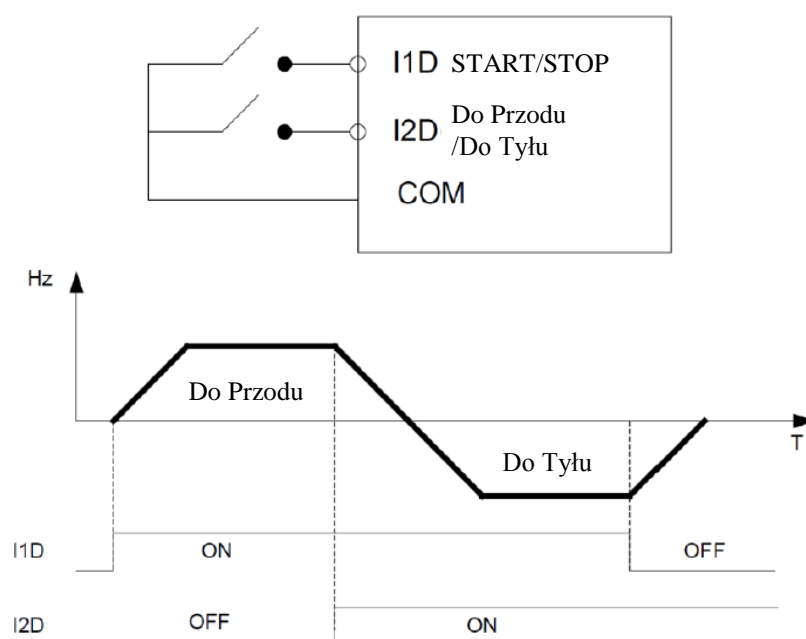 I1D START/STOP
I2D Do Przodu
/Do Tyłu
COM
Hz
Do Przodu
Do Tyłu
T
I1D ON OFF
I2D OFF ON